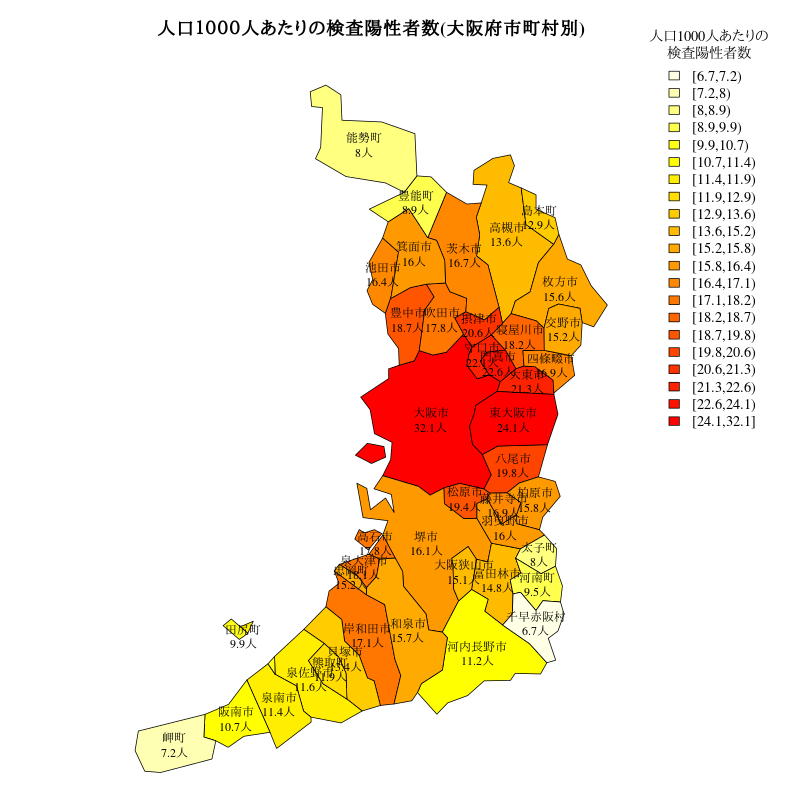 人口1000人あたりの検査陽性者数(大阪府市町村別)
人口1000人あたりの
検査陽性者数
[6.7,7.2)
[7.2,8)
[8,8.9)
[8.9,9.9)
[9.9,10.7)
[10.7,11.4)
[11.4,11.9)
[11.9,12.9)
[12.9,13.6)
[13.6,15.2)
[15.2,15.8)
[15.8,16.4)
[16.4,17.1)
[17.1,18.2)
[18.2,18.7)
[18.7,19.8)
[19.8,20.6)
[20.6,21.3)
[21.3,22.6)
[22.6,24.1)
[24.1,32.1]
能勢町
8人
豊能町
8.9人
島本町
12.9人
高槻市
13.6人
箕面市
16人
茨木市
16.7人
池田市
16.4人
枚方市
15.6人
豊中市
18.7人
吹田市
17.8人
摂津市
20.6人
寝屋川市
18.2人
交野市
15.2人
守口市
門真市
22.6人
四條畷市
16.9人
大東市
21.3人
大阪市
32.1人
東大阪市
24.1人
八尾市
19.8人
松原市
19.4人
藤井寺市
16.9人
柏原市
15.8人
羽曳野市
16人
高石市
17.8人
堺市
16.1人
泉大津市
忠岡町
15.2人
大阪狭山市
15.1人
富田林市
14.8人
太子町
8人
河南町
9.5人
千早赤阪村
6.7人
田尻町
9.9人
岸和田市
17.1人
和泉市
15.7人
河内長野市
11.2人
貝塚市
13.4人
熊取町
11.9人
泉佐野市
11.6人
泉南市
11.4人
阪南市
10.7人
岬町
7.2人